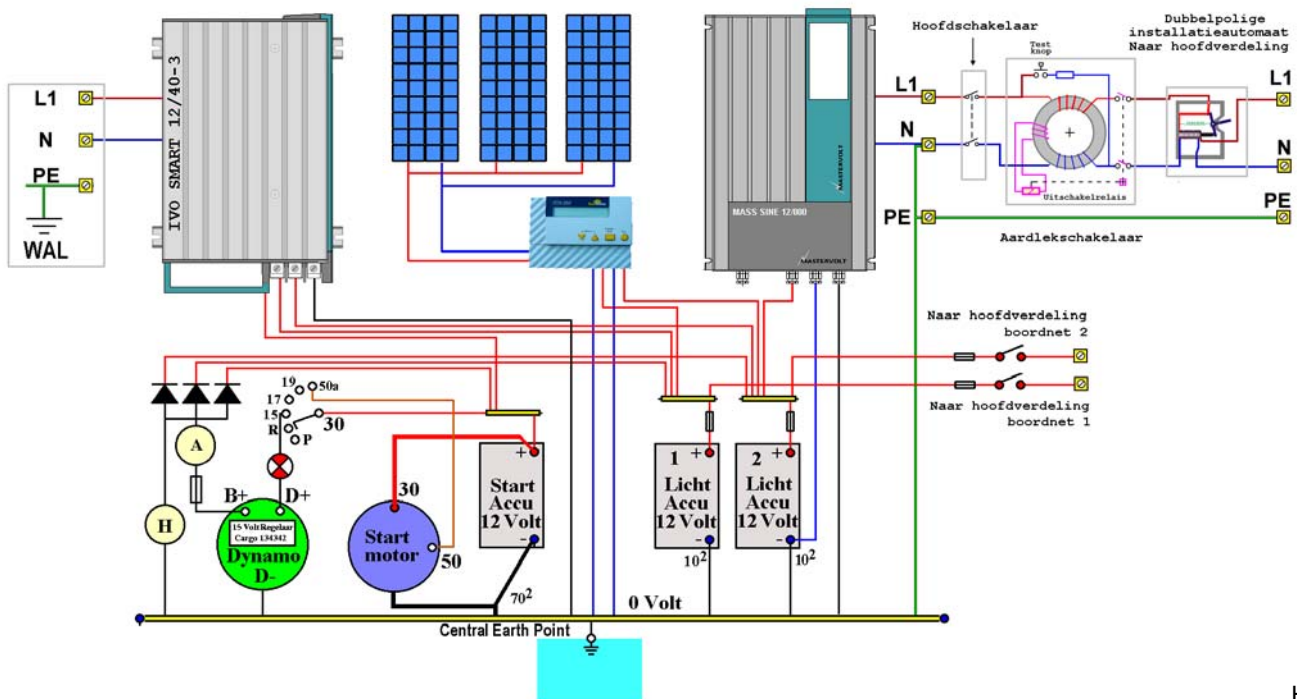 L1
N
PE
WAL
IVO SMART 12/40-3
MASTERVOLT
MASS SINE 12/800
MASTERVOLT
Hoofdschakelaar
Test
knop
Dubbelpolige
installatieautomaat
Naar hoofdverdeling
L1
N
PE
Uitschakelrelais
Aardlekschakelaar
L1
N
PE
Naar hoofdverdeling
boordnet 2
Naar hoofdverdeling
boordnet 1
19
50a
17
15
30
R
P
A
H
B+
D+
15 VoltRegelaar
Cargo 134342
Dynamo
D-
30
Start
motor
50
+
Start
Accu
12 Volt
-
70²
1 +
Licht
Accu
12 Volt
-
10²
2 +
Licht
Accu
12 Volt
-
10²
0 Volt
Central Earth Point